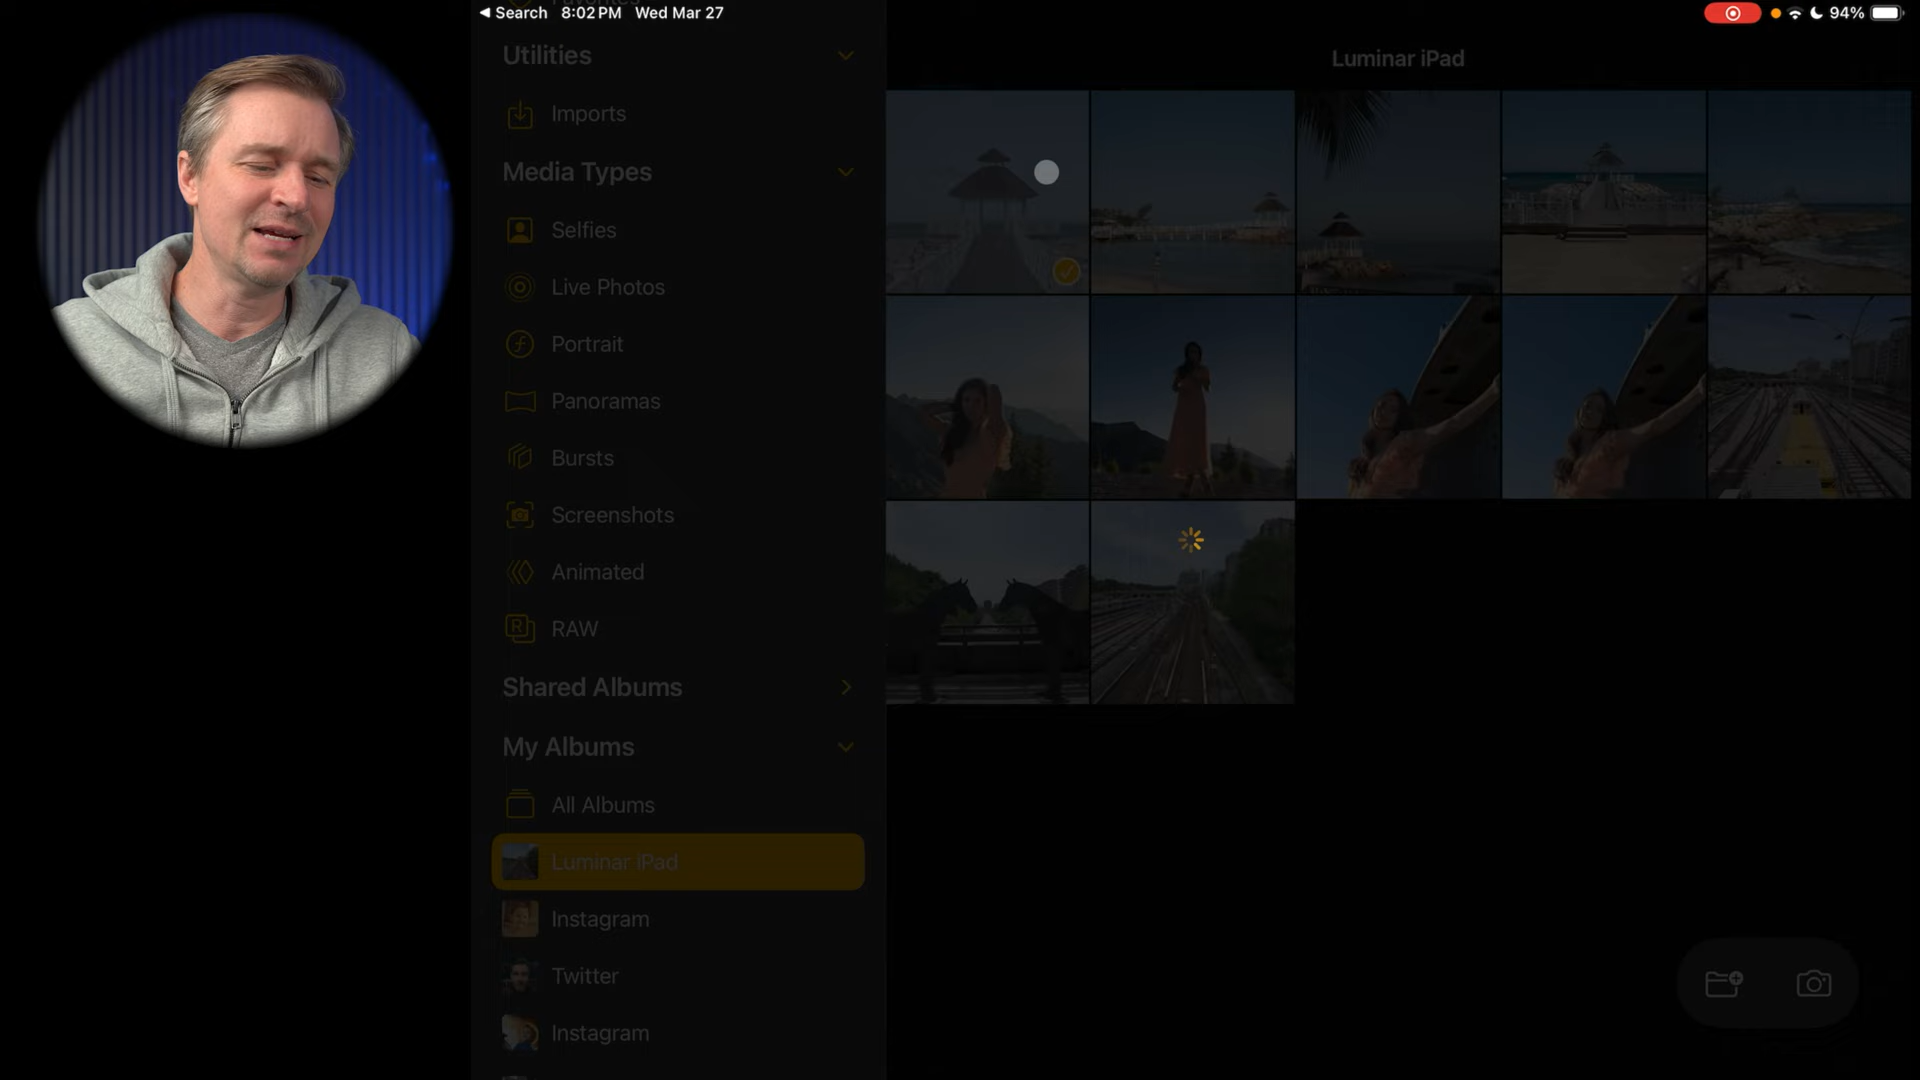 Search 8:02 PM Wed Mar 27
94%
Favorites
Utilities
Imports
Media Types
Selfies
Live Photos
Portrait
Panoramas
Bursts
Screenshots
Animated
RAW
Shared Albums
My Albums
All Albums
Luminar iPad
Instagram
Twitter
Instagram
Luminar iPad